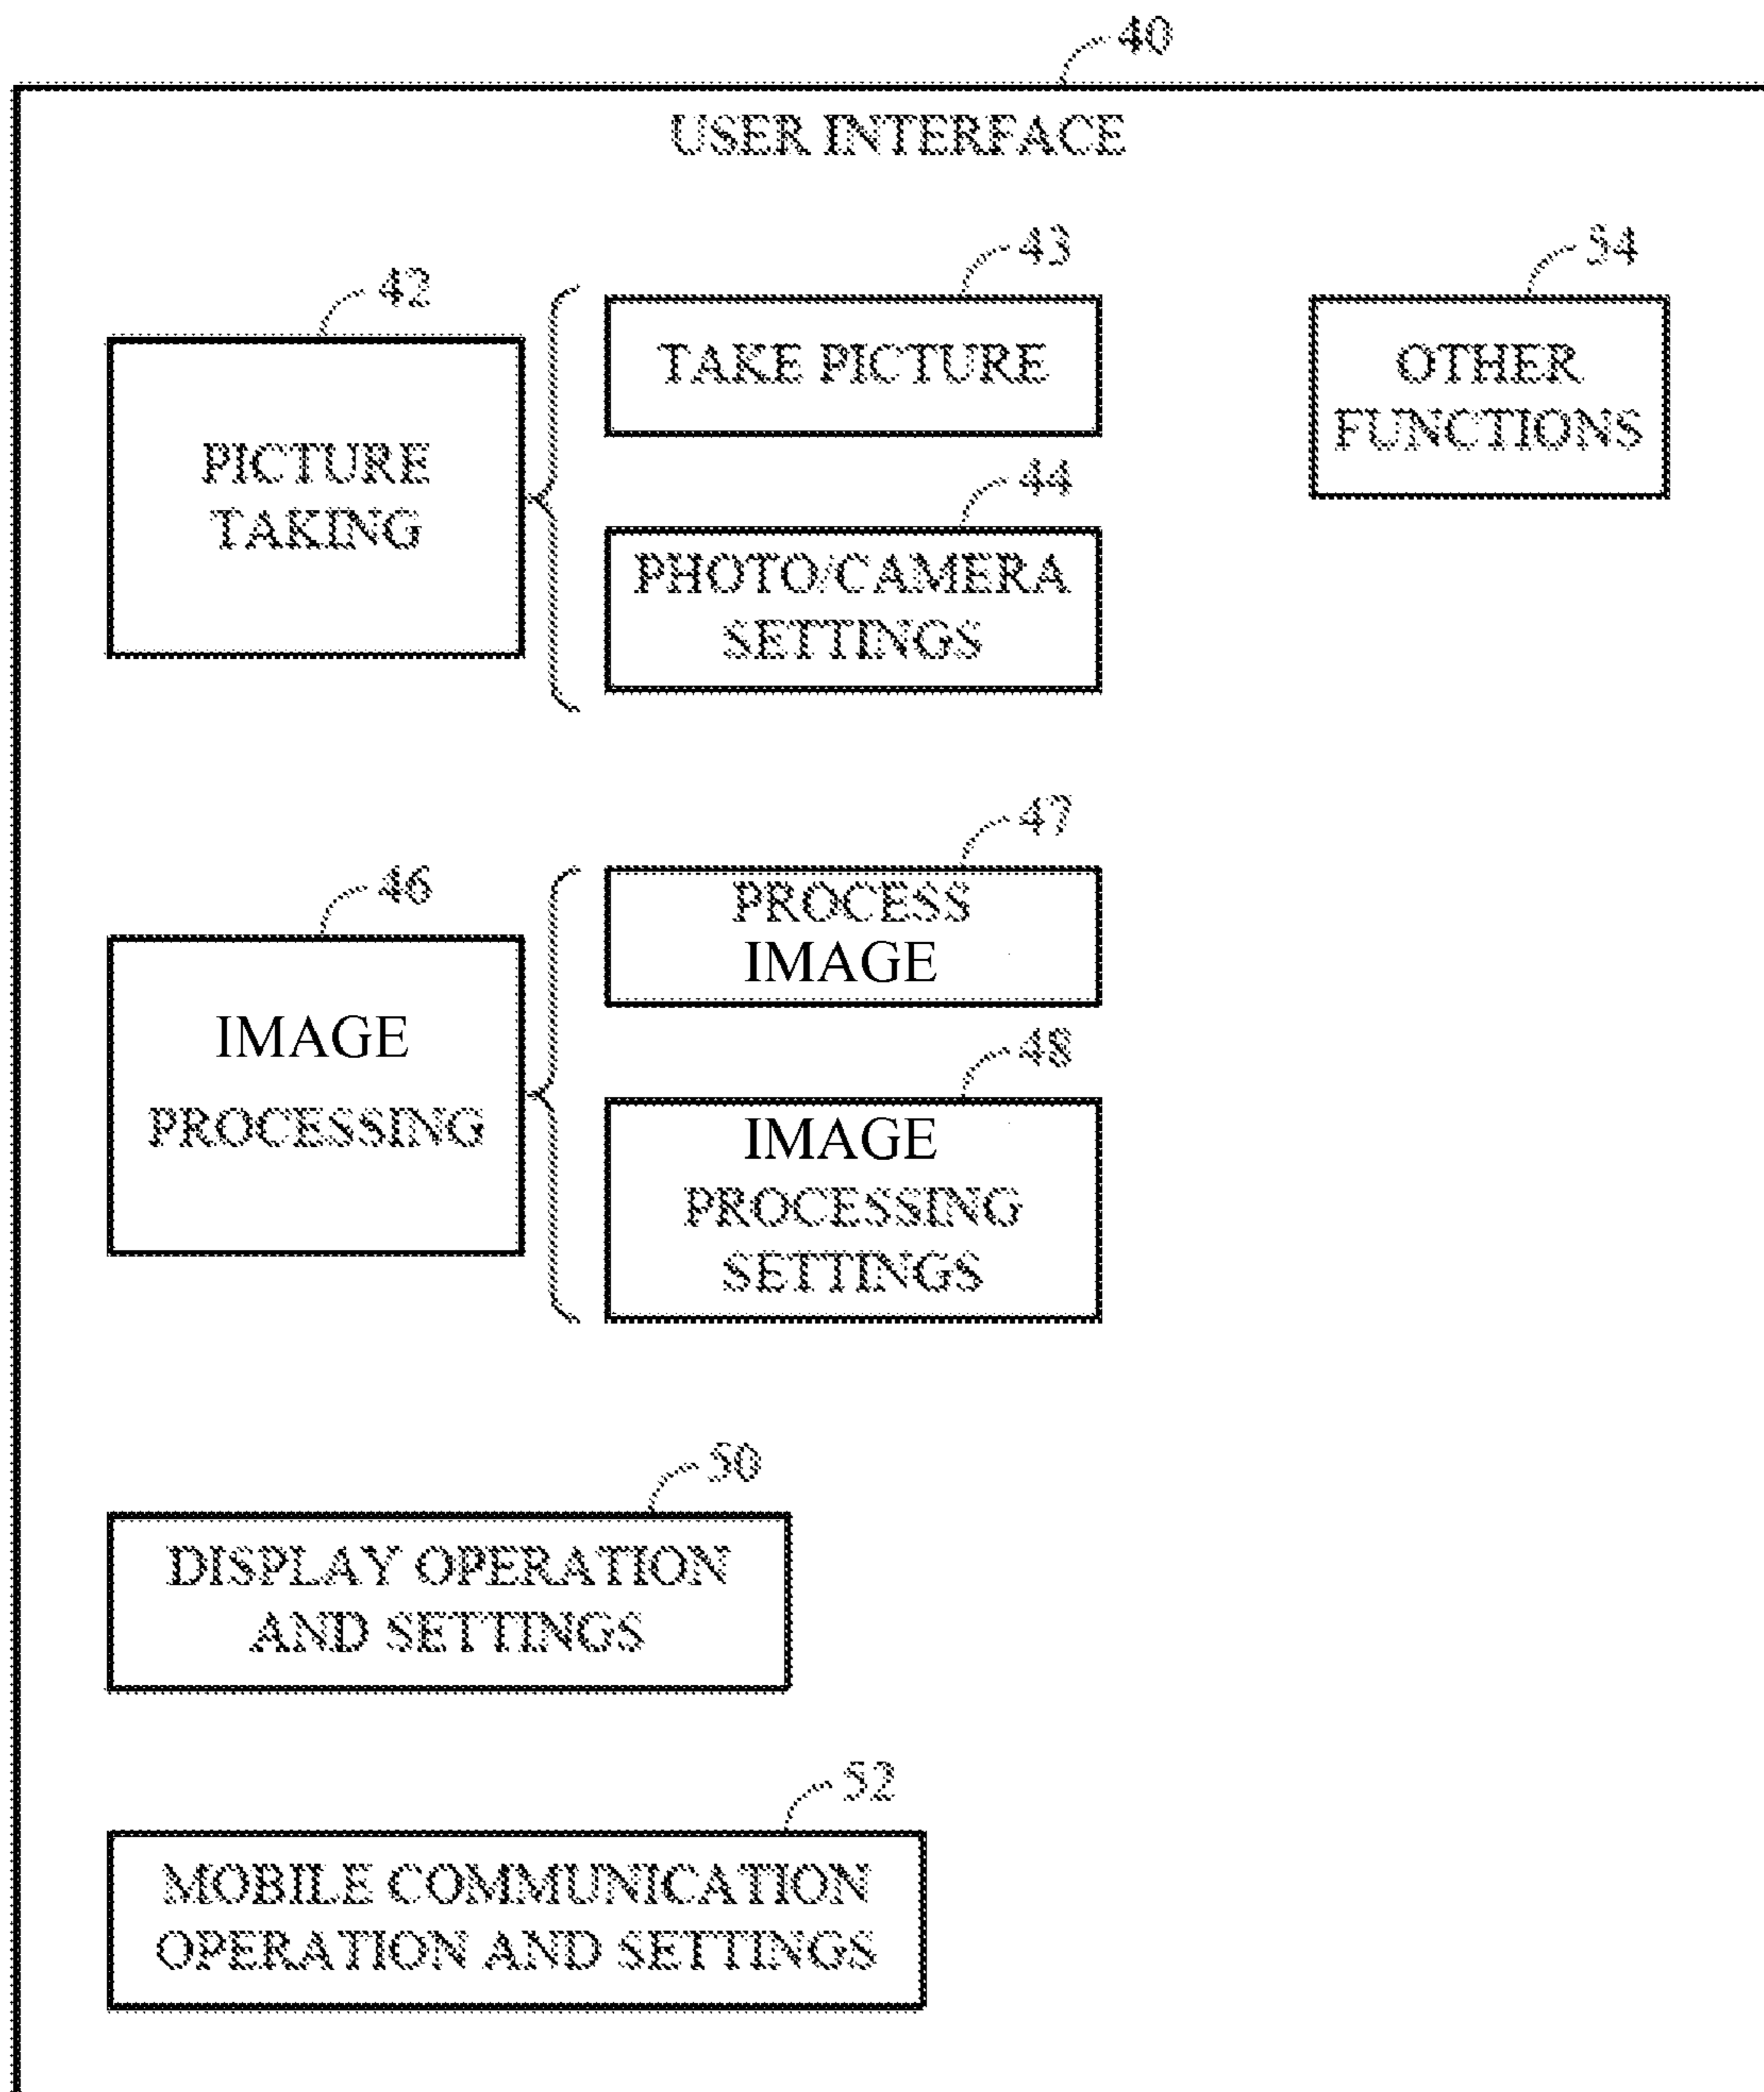 40
USER INTERFACE
42
PICTURE
TAKING
43
TAKE PICTURE
44
PHOTO/CAMERA
SETTINGS
54
OTHER
FUNCTIONS
46
IMAGE
PROCESSING
47
PROCESS
IMAGE
48
IMAGE
PROCESSING
SETTINGS
50
DISPLAY OPERATION
AND SETTINGS
52
MOBILE COMMUNICATION
OPERATION AND SETTINGS